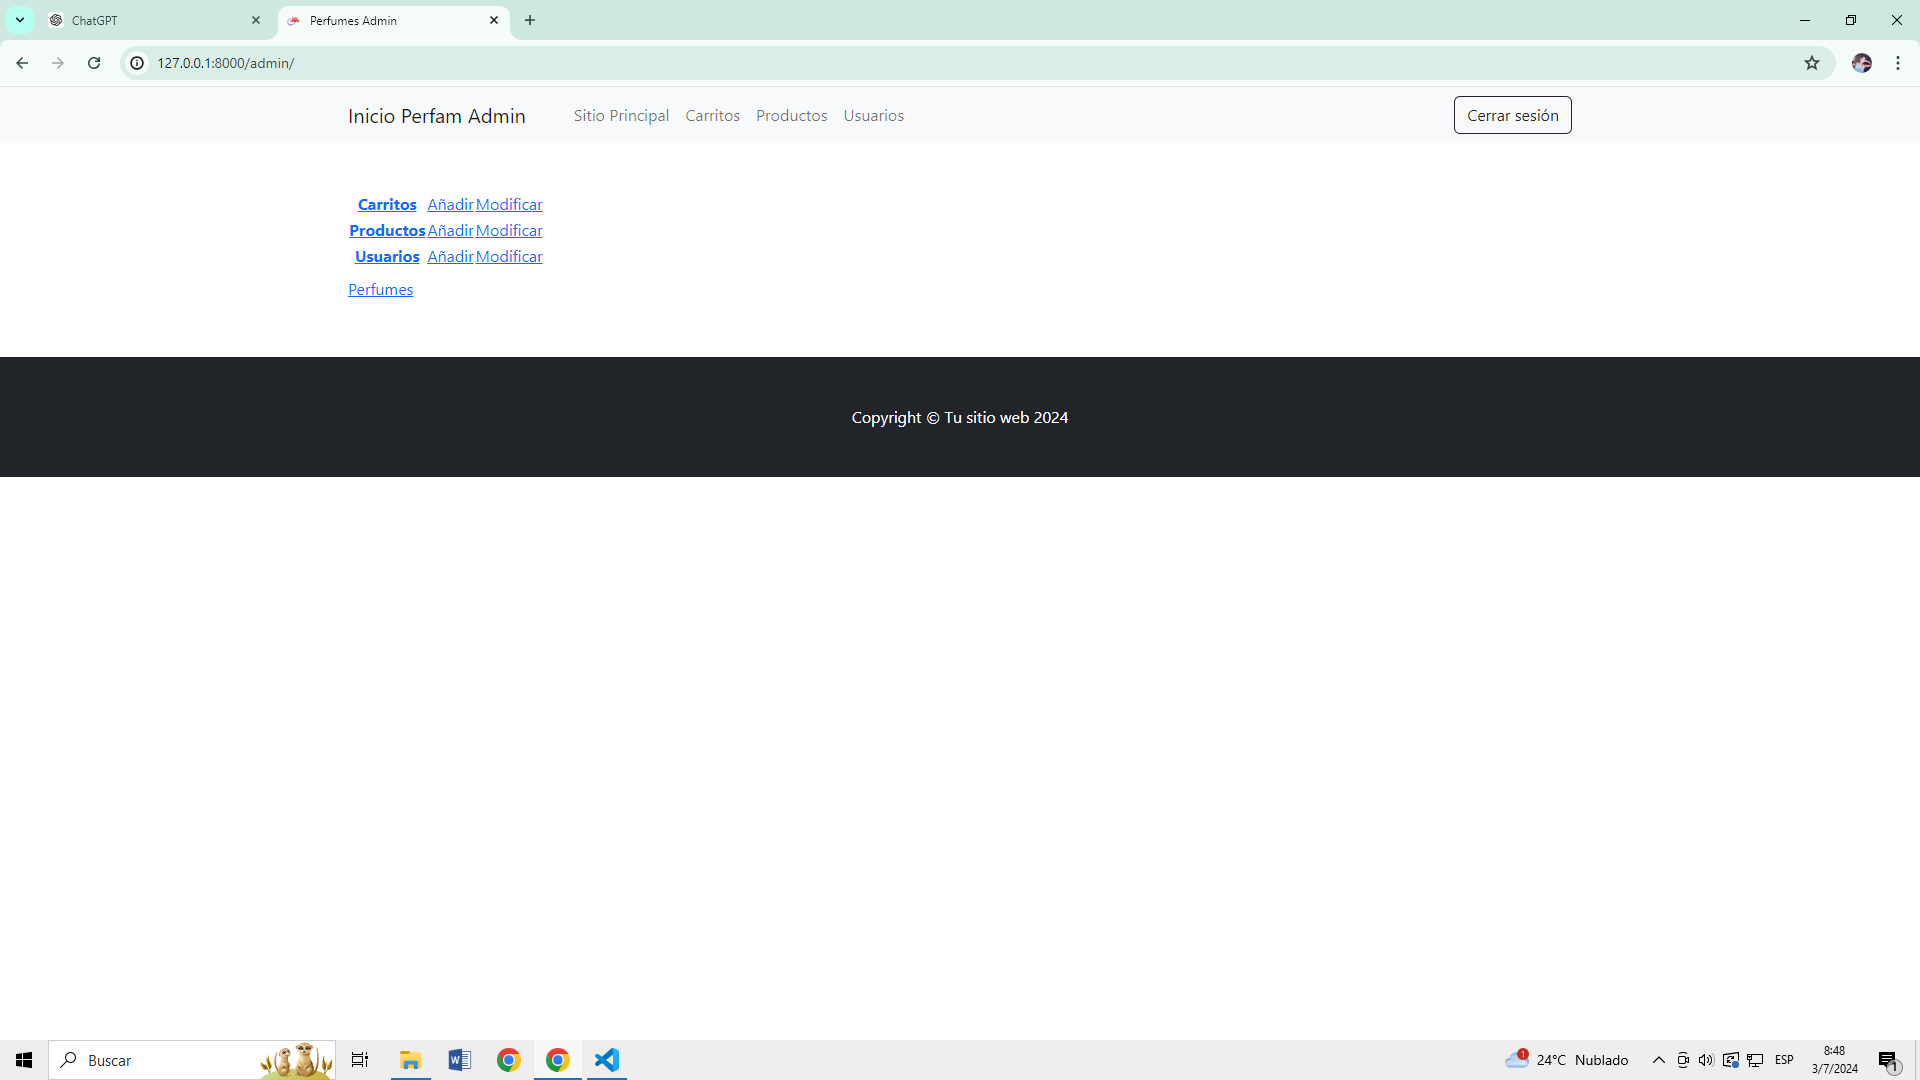 ChatGPT
Perfumes Admin
127.0.0.1:8000/admin/
Inicio Perfam Admin Sitio Principal Carritos Productos Usuarios Cerrar sesión
Carritos Añadir Modificar
Productos Añadir Modificar
Usuarios Añadir Modificar
Perfumes
Copyright © Tu sitio web 2024
Buscar
1
24°C Nublado
ESP
8:48
3/7/2024
1